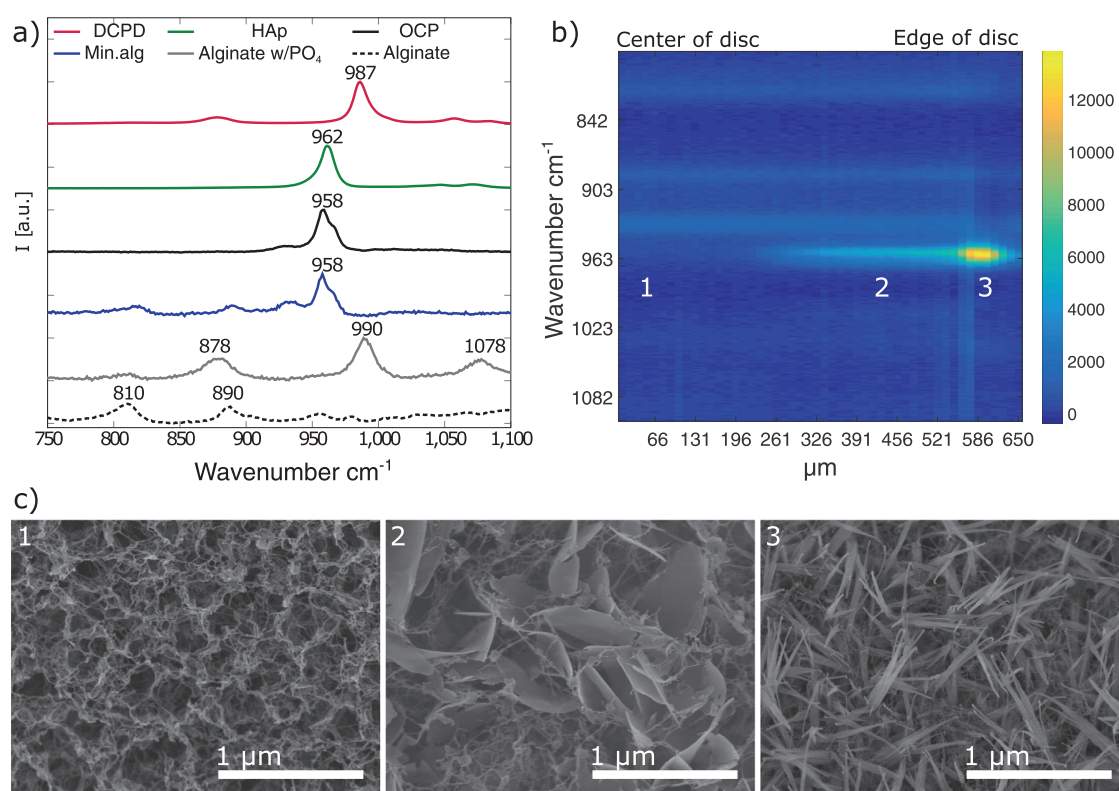 a)
DCPD HAp OCP
Min.alg Alginate w/PO4 Alginate
987
962
958
958
990
878 1078
810 890
I [a.u.]
750 800 850 900 950 1,000 1,050 1,100
Wavenumber cm-1
b)
Center of disc Edge of disc
842
903
963
1023
1082
Wavenumber cm-1
1 2 3
66 131 196 261 326 391 456 521 586 650
µm
12000
10000
8000
6000
4000
2000
0
c)
1 2 3
1 µm 1 µm 1 µm